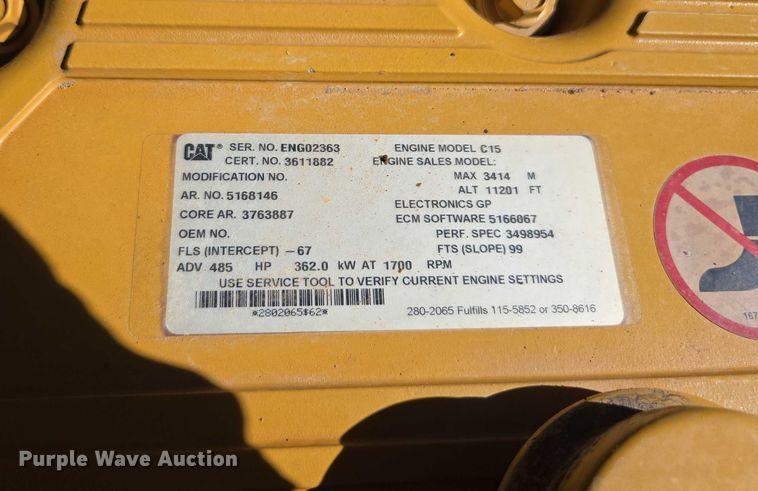 CAT® SER. NO. ENG02363 ENGINE MODEL C15
CERT. NO. 3611882 ENGINE SALES MODEL:
MODIFICATION NO. MAX 3414 M
ALT 11201 FT
AR. NO. 5168146 ELECTRONICS GP
CORE AR. 3763887 ECM SOFTWARE 5166067
OEM NO. PERF. SPEC 3498954
FLS (INTERCEPT) -67 FTS (SLOPE) 99
ADV 485 HP 362.0 kW AT 1700 RPM
USE SERVICE TOOL TO VERIFY CURRENT ENGINE SETTINGS
*2802065$62* 280-2065 Fulfills 115-5852 or 350-8616
167
Purple Wave Auction